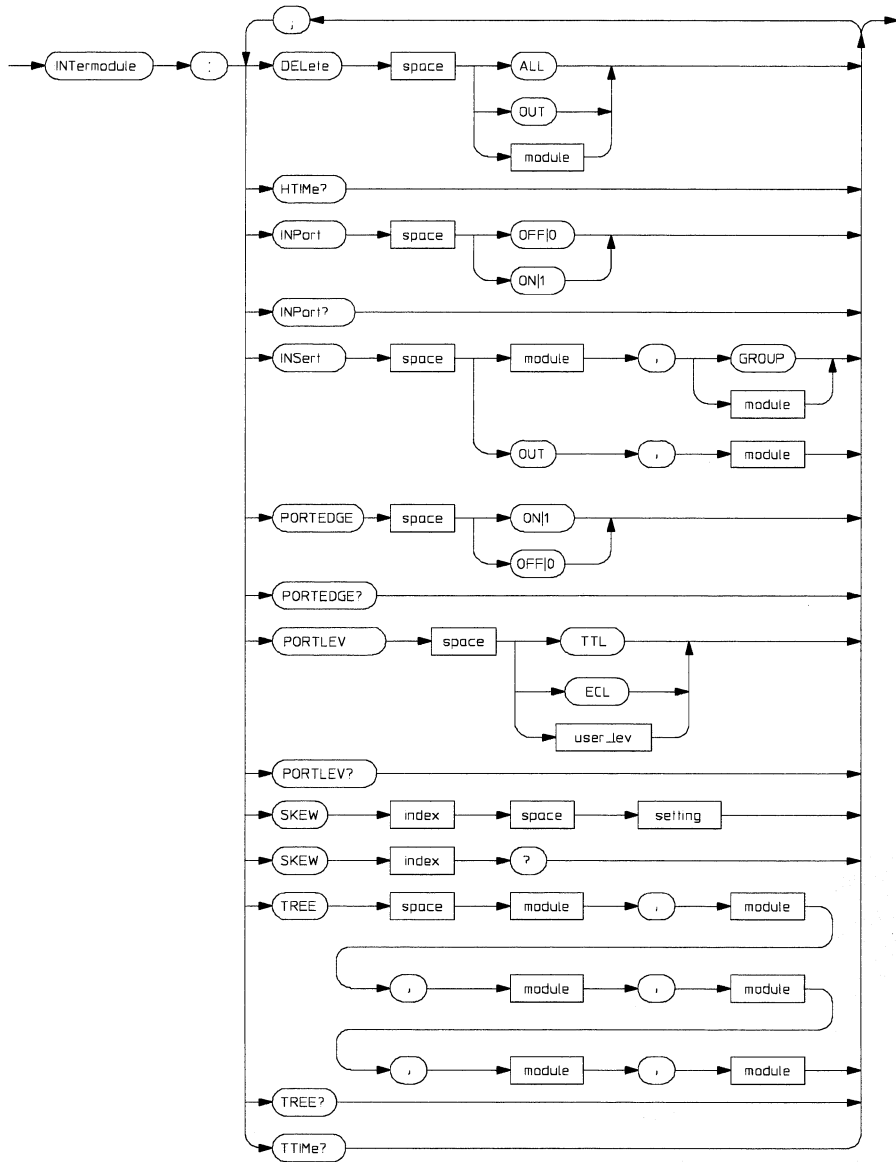 ;
INTermodule : DELete space ALL
OUT
module
HTIMe?
INPort space OFF|0
ON|1
INPort?
INSert space module , GROUP
module
OUT , module
PORTEDGE space ON|1
OFF|0
PORTEDGE?
PORTLEV space TTL
ECL
user_lev
PORTLEV?
SKEW index space setting
SKEW index ?
TREE space module , module
, module , module
, module , module
TREE?
TTIMe?